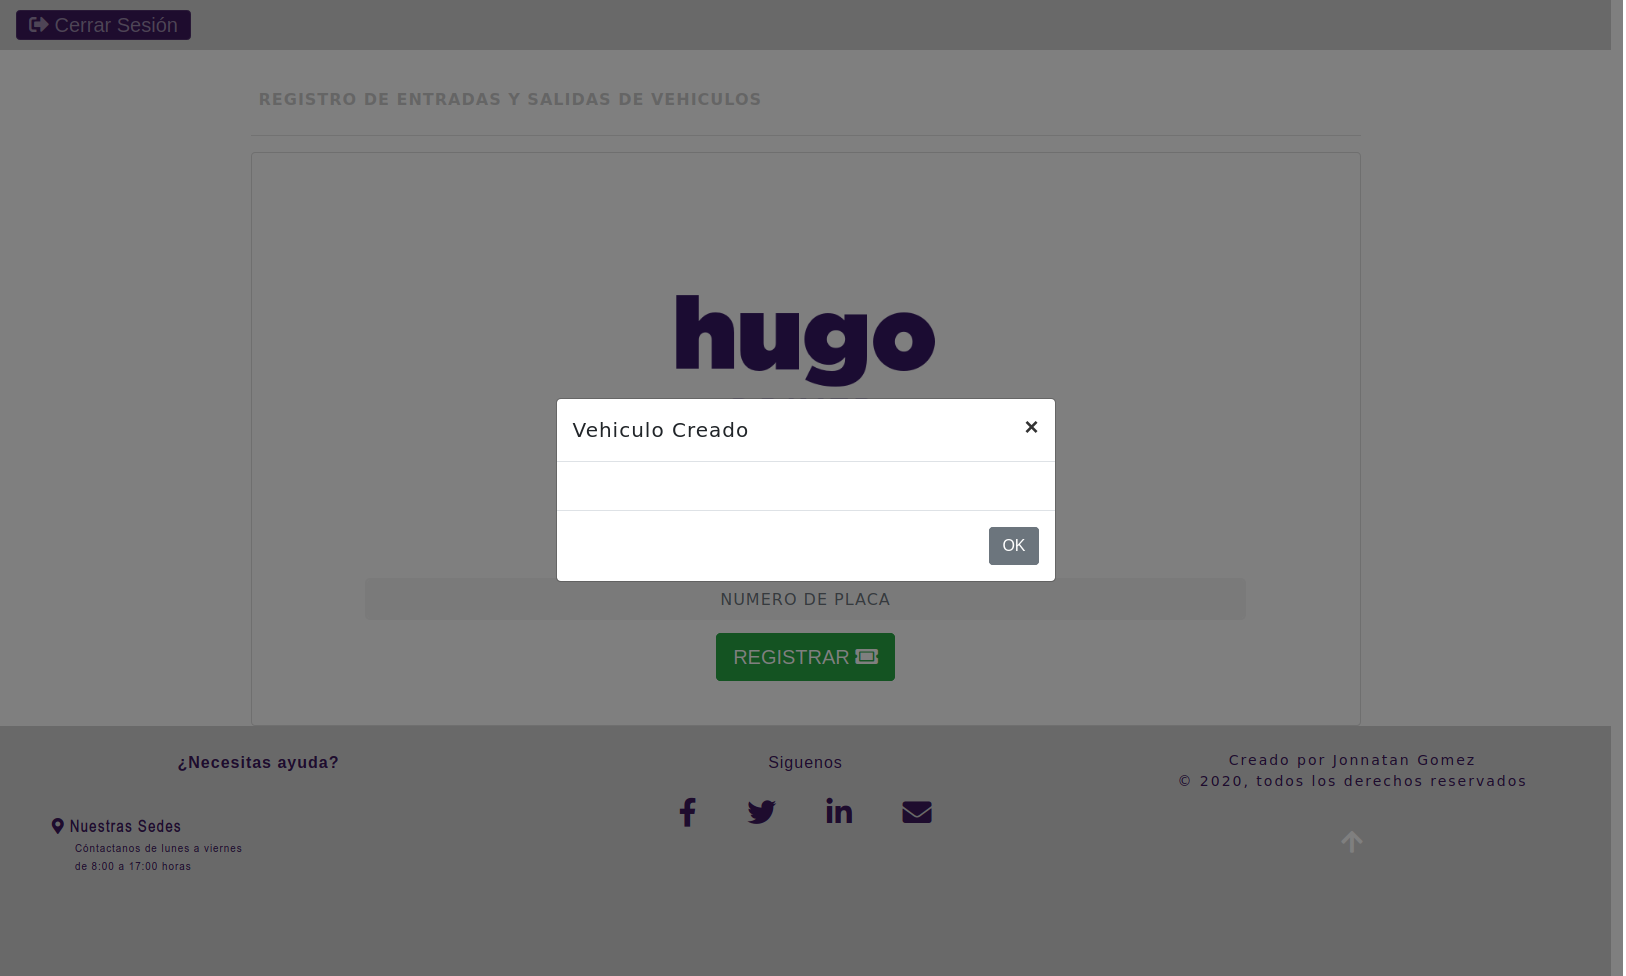 Cerrar Sesión
REGISTRO DE ENTRADAS Y SALIDAS DE VEHICULOS
hugo
Vehiculo Creado ×
OK
NUMERO DE PLACA
REGISTRAR
¿Necesitas ayuda?
Nuestras Sedes
Cóntactanos de lunes a viernes
de 8:00 a 17:00 horas
Siguenos
Creado por Jonnatan Gomez
© 2020, todos los derechos reservados